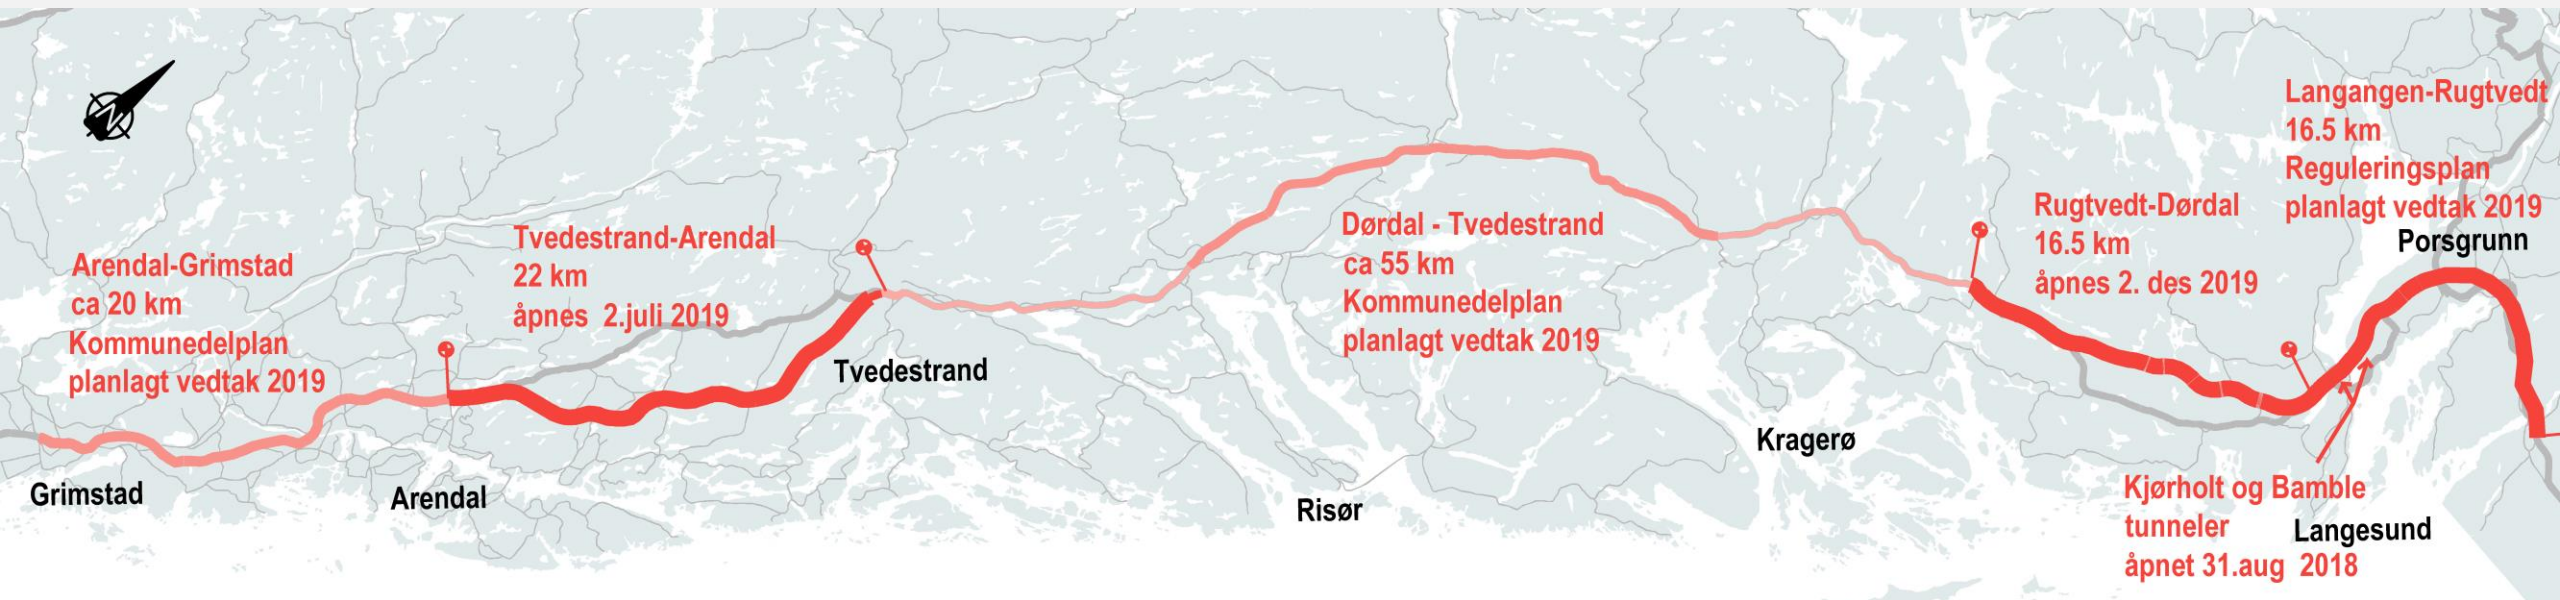 Arendal-Grimstad
ca 20 km
Kommunedelplan
planlagt vedtak 2019
Grimstad
Arendal
Tvedestrand-Arendal
22 km
åpnes 2.juli 2019
Tvedestrand
Dørdal - Tvedestrand
ca 55 km
Kommunedelplan
planlagt vedtak 2019
Risør
Kragerø
Rugtvedt-Dørdal
16.5 km
åpnes 2. des 2019
Langangen-Rugtvedt
16.5 km
Reguleringsplan
planlagt vedtak 2019
Porsgrunn
Kjørholt og Bamble
tunneler
åpnet 31.aug 2018
Langesund
N